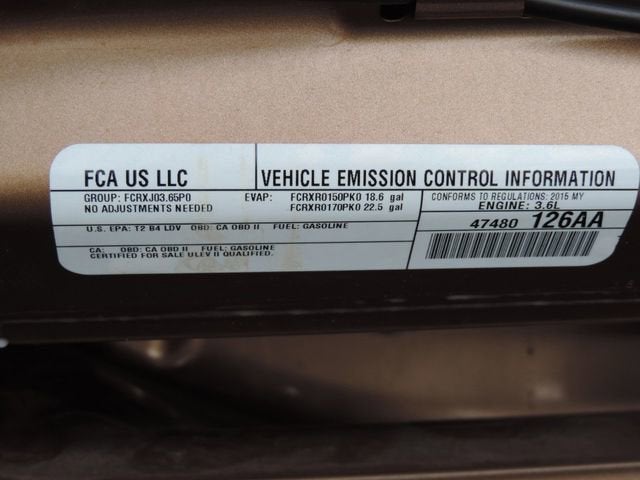 FCA US LLC
VEHICLE EMISSION CONTROL INFORMATION
GROUP: FCRXJ03.65P0
NO ADJUSTMENTS NEEDED
EVAP: FCRXR0150PK0 18.6 gal
FCRXR0170PK0 22.5 gal
CONFORMS TO REGULATIONS: 2015 MY
ENGINE: 3.6L
U.S. EPA: T2 B4 LDV OBD: CA OBD II FUEL: GASOLINE
47480 126AA
CA: OBD: CA OBD II FUEL: GASOLINE
CERTIFIED FOR SALE ULEV II QUALIFIED.